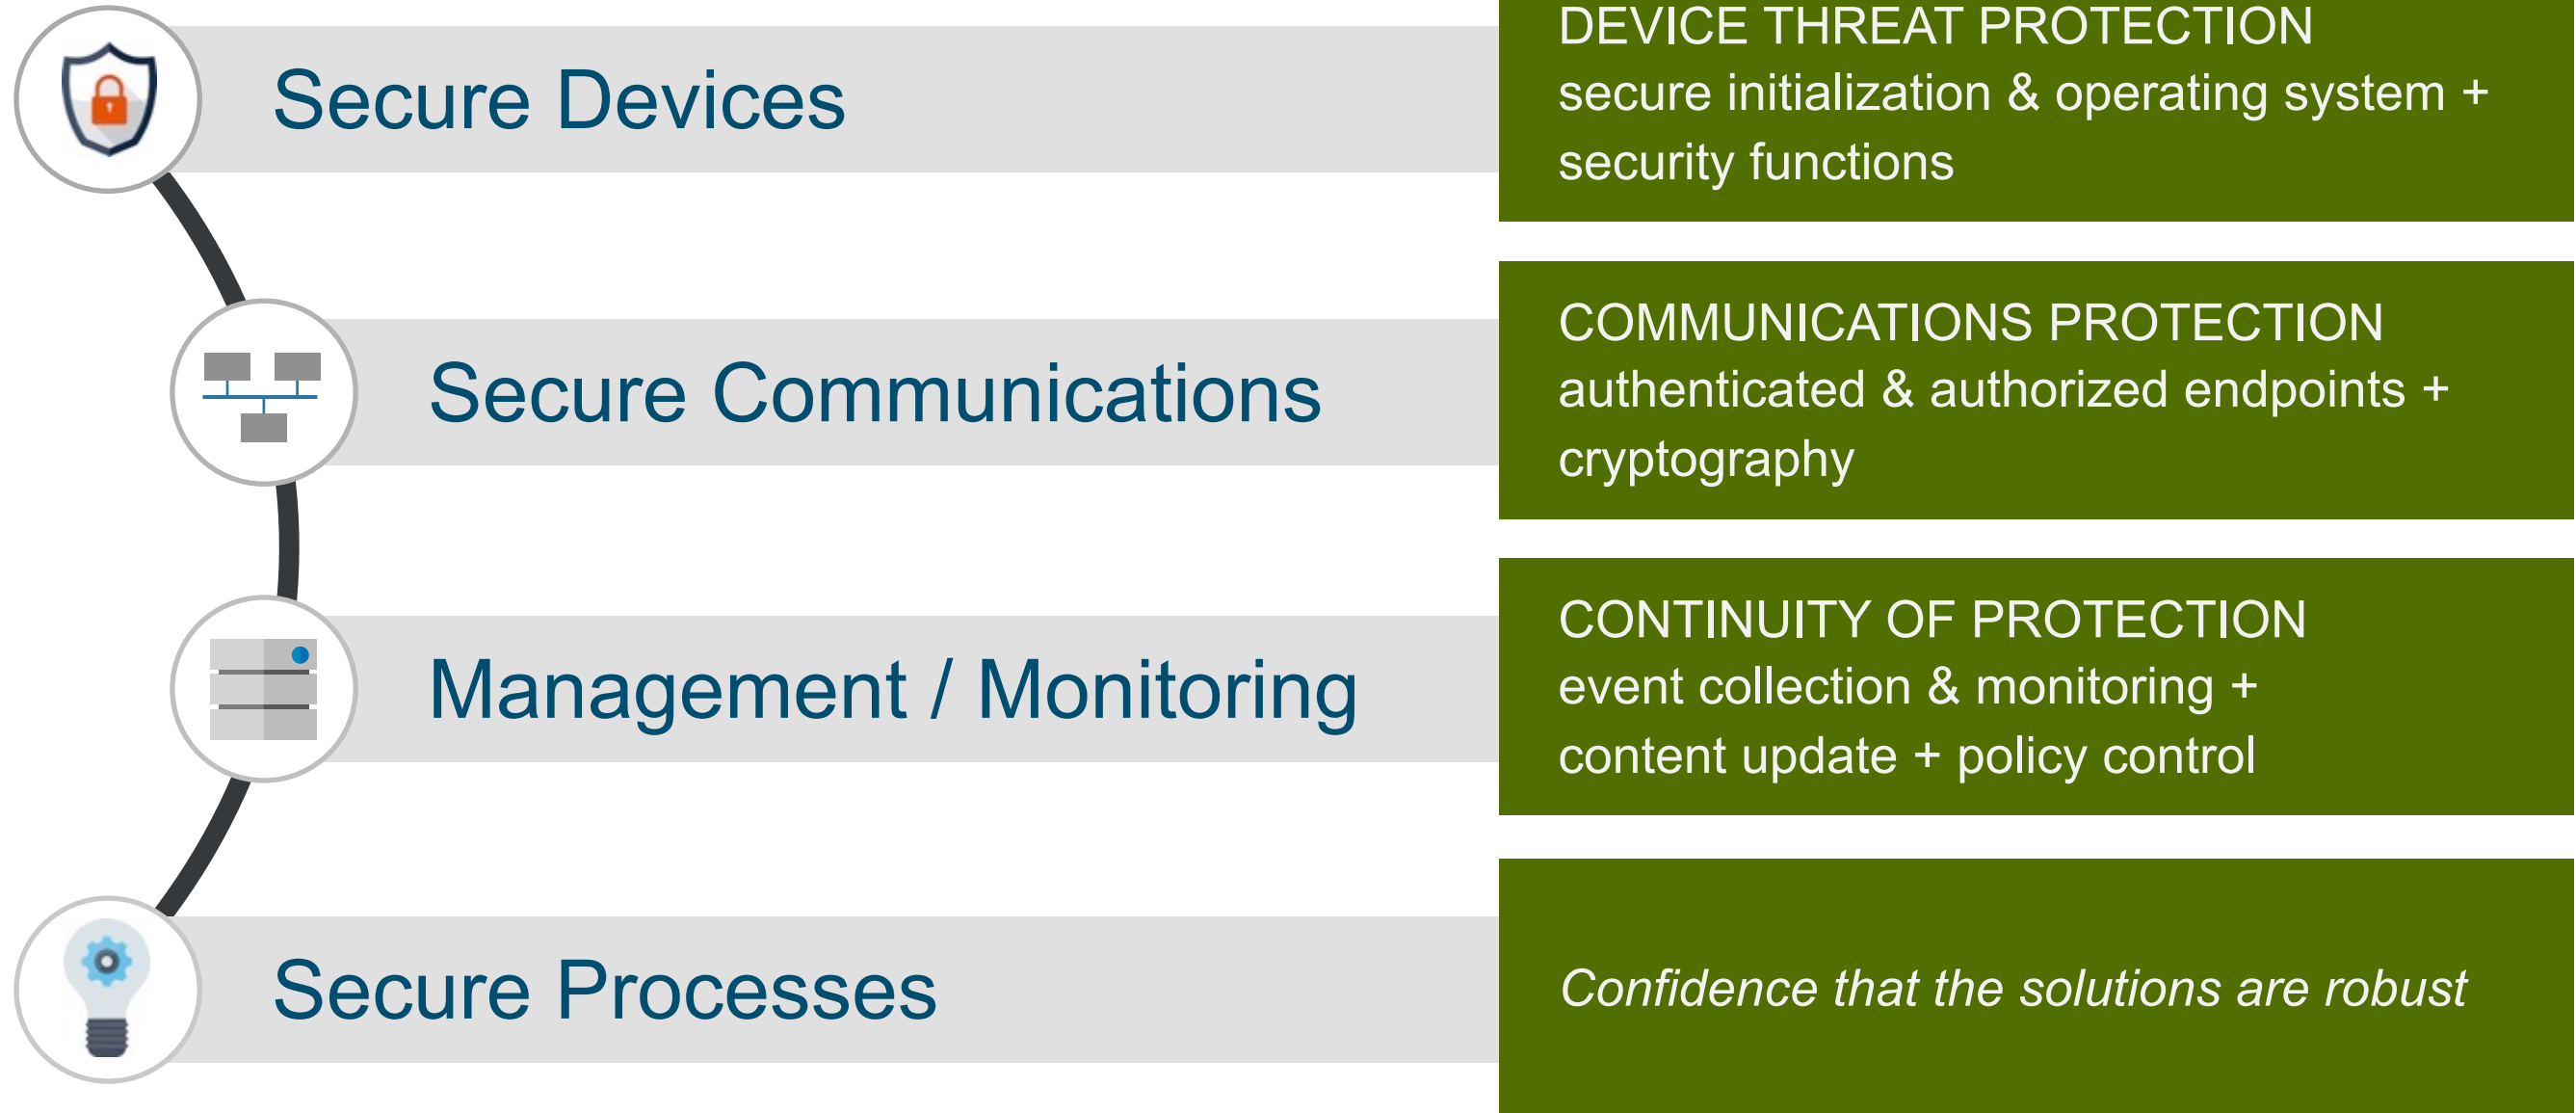 Secure Devices
DEVICE THREAT PROTECTION
secure initialization & operating system +
security functions
Secure Communications
COMMUNICATIONS PROTECTION
authenticated & authorized endpoints +
cryptography
Management / Monitoring
CONTINUITY OF PROTECTION
event collection & monitoring +
content update + policy control
Secure Processes
Confidence that the solutions are robust